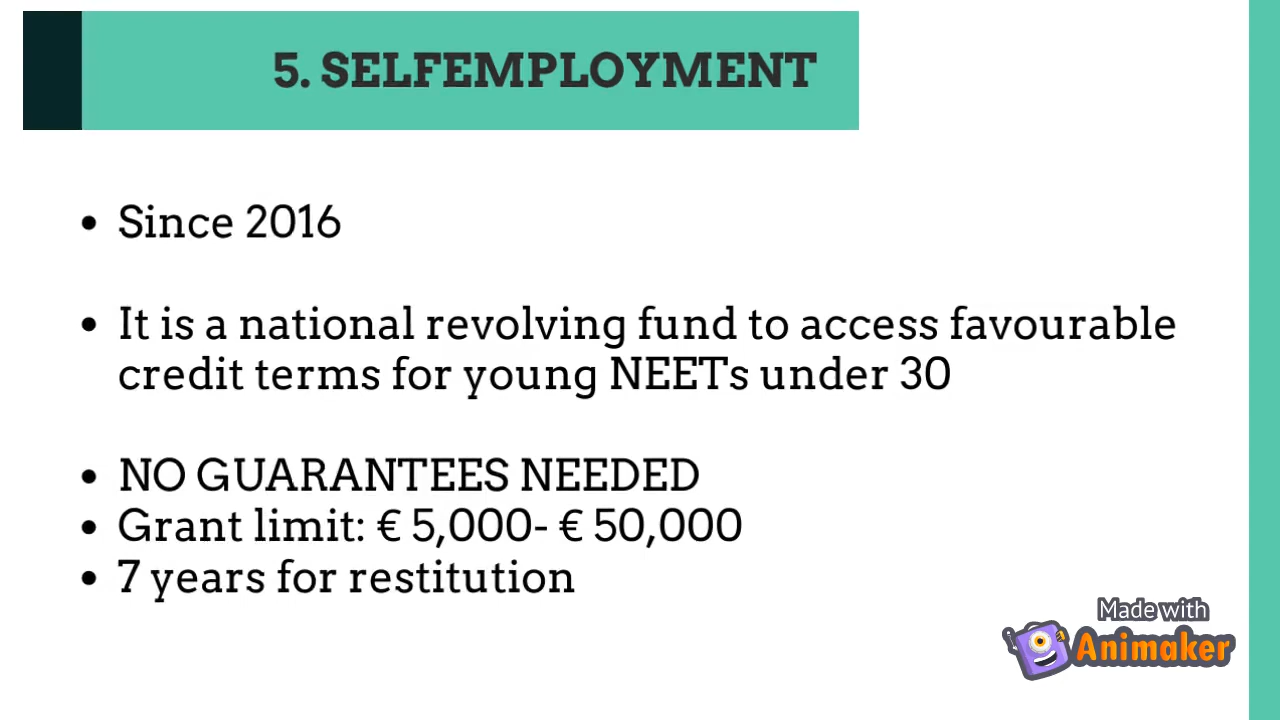 5. SELFEMPLOYMENT
• Since 2016
• It is a national revolving fund to access favourable
credit terms for young NEETs under 30
• NO GUARANTEES NEEDED
• Grant limit: € 5,000- € 50,000
• 7 years for restitution
Made with
Animaker